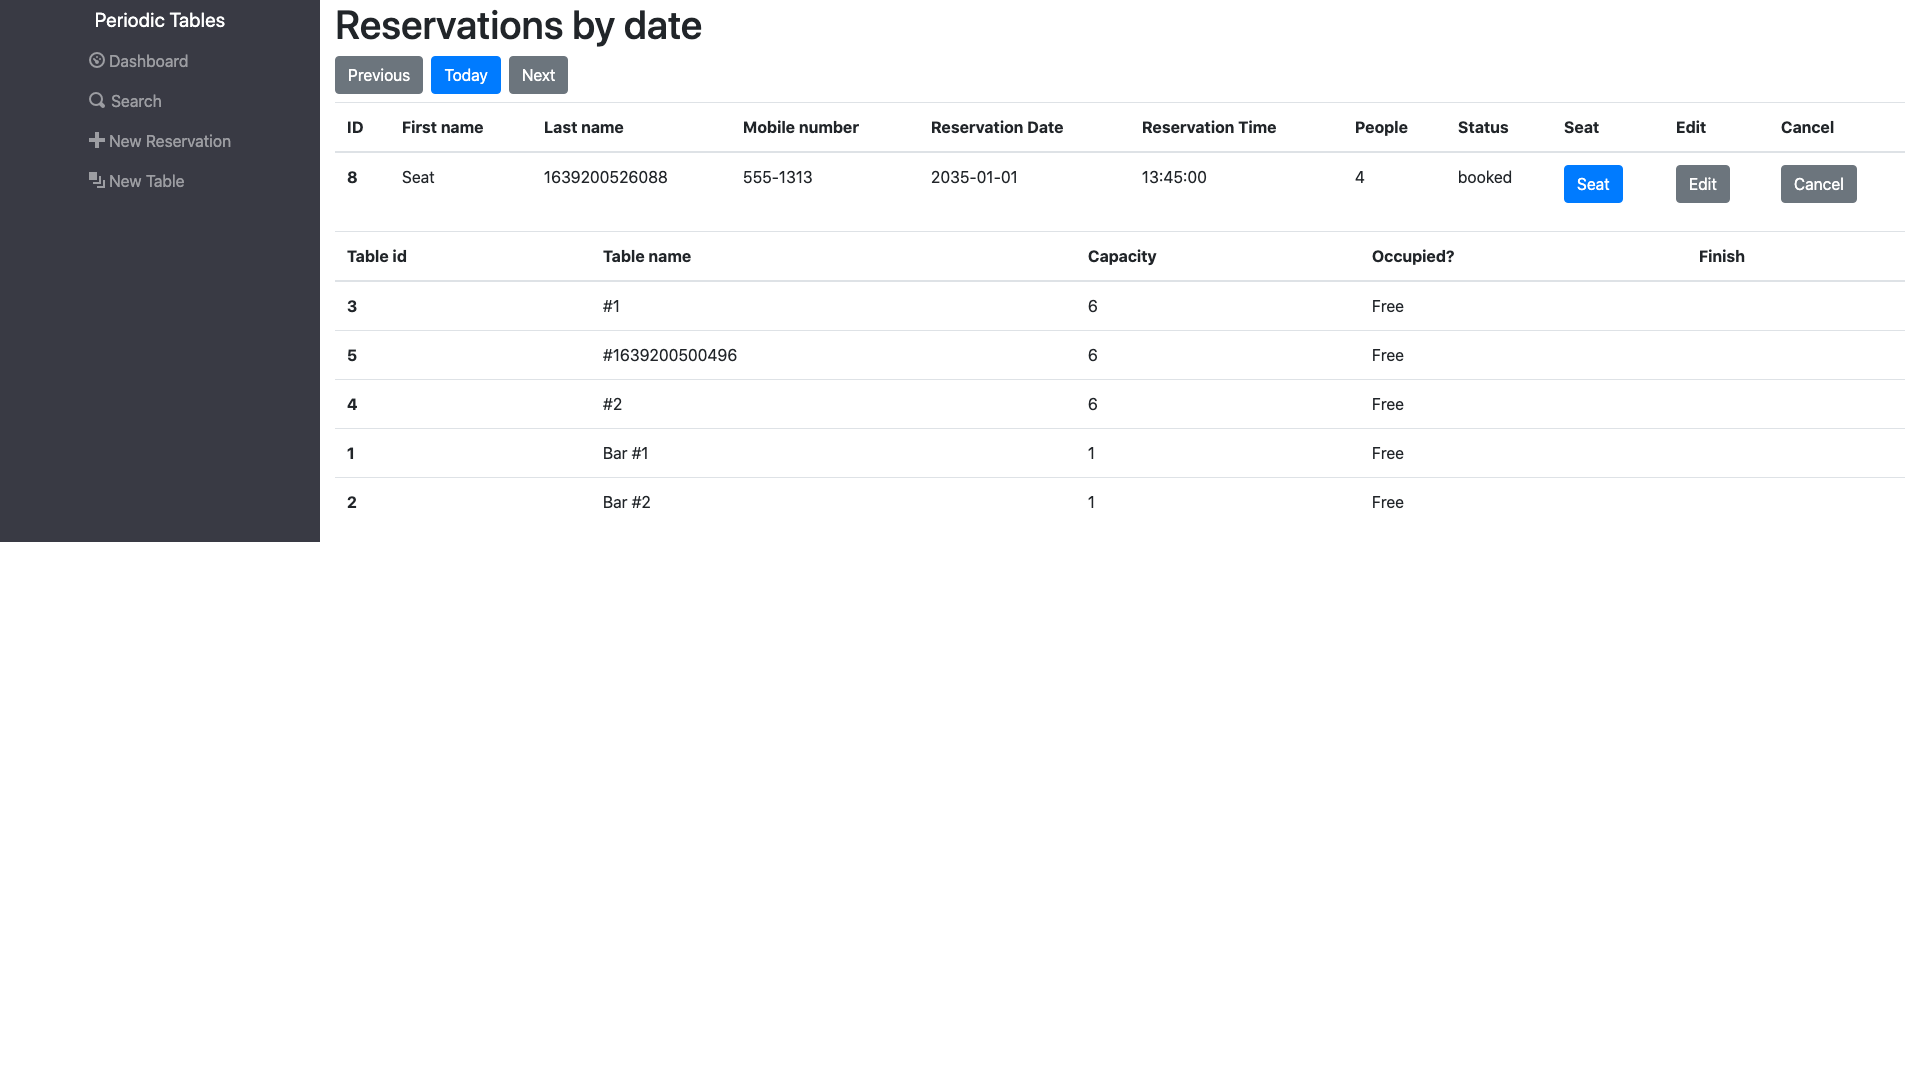 Periodic Tables
Dashboard
Search
New Reservation
New Table
Reservations by date
Previous Today Next
ID First name Last name Mobile number Reservation Date Reservation Time People Status Seat Edit Cancel
8 Seat 1639200526088 555-1313 2035-01-01 13:45:00 4 booked Seat Edit Cancel
Table id Table name Capacity Occupied? Finish
3 #1 6 Free
5 #1639200500496 6 Free
4 #2 6 Free
1 Bar #1 1 Free
2 Bar #2 1 Free